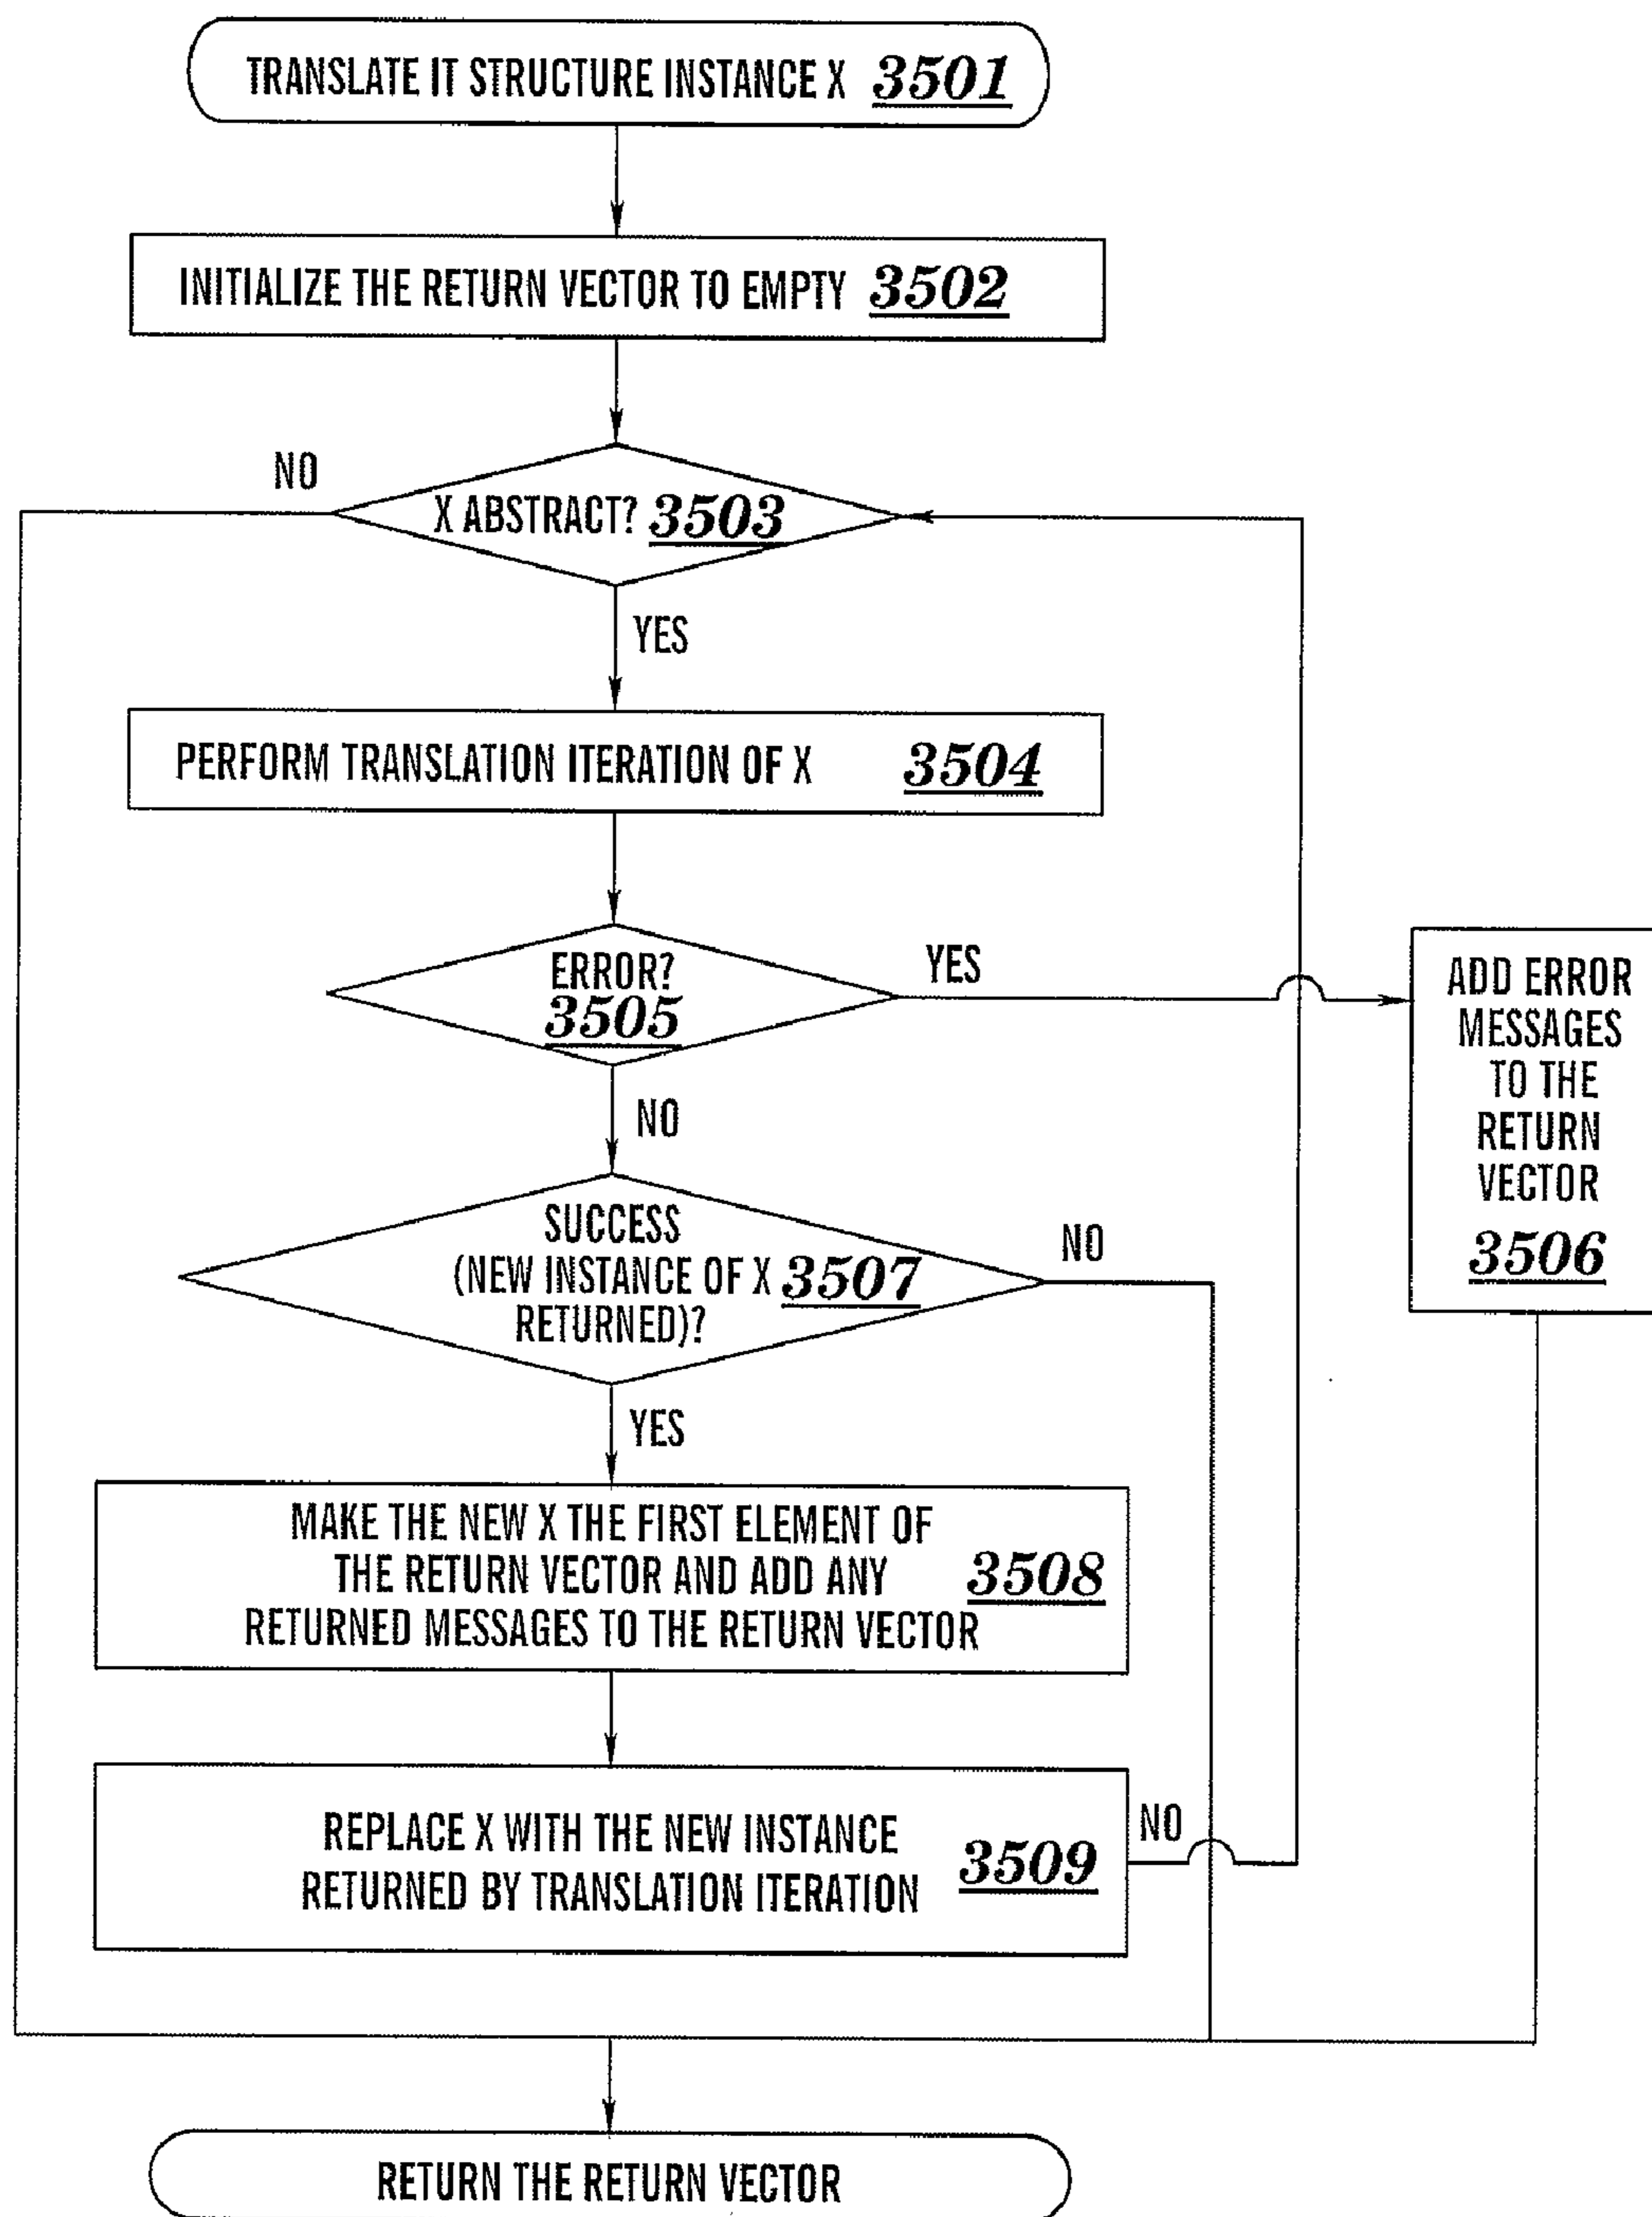 TRANSLATE IT STRUCTURE INSTANCE X 3501
INITIALIZE THE RETURN VECTOR TO EMPTY 3502
NO
X ABSTRACT? 3503
YES
PERFORM TRANSLATION ITERATION OF X 3504
ERROR?
3505
YES
ADD ERROR
MESSAGES
TO THE
RETURN
VECTOR
3506
NO
SUCCESS
(NEW INSTANCE OF X 3507
RETURNED)?
NO
YES
MAKE THE NEW X THE FIRST ELEMENT OF
THE RETURN VECTOR AND ADD ANY 3508
RETURNED MESSAGES TO THE RETURN VECTOR
REPLACE X WITH THE NEW INSTANCE
RETURNED BY TRANSLATION ITERATION 3509
NO
RETURN THE RETURN VECTOR